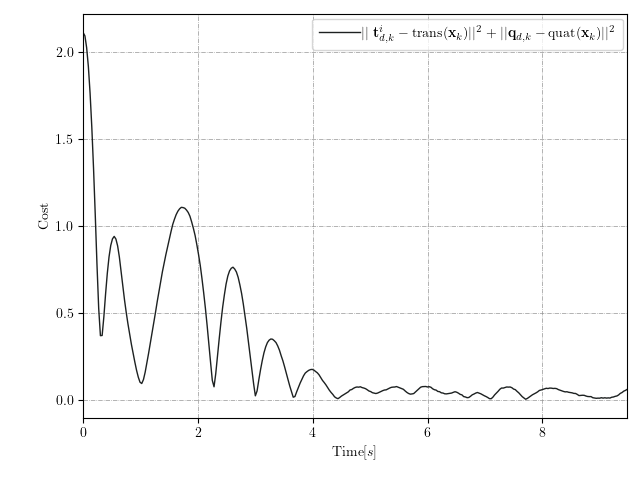 || t^i_{d,k} − trans(x_k)||^2 + ||q_{d,k} − quat(x_k)||^2
2.0
1.5
1.0
0.5
0.0
Cost
0 2 4 6 8
Time[s]